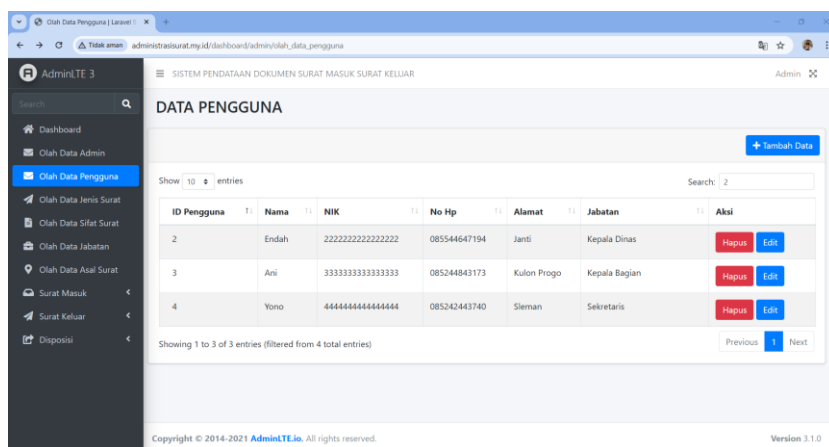 Olah Data Pengguna | Laravel
Tidak aman administrasisurat.my.id/dashboard/admin/olah_data_pengguna
AdminLTE 3
SISTEM PENDATAAN DOKUMEN SURAT MASUK SURAT KELUAR
Admin
Search
DATA PENGGUNA
Dashboard
Olah Data Admin
Olah Data Pengguna
Olah Data Jenis Surat
Olah Data Sifat Surat
Olah Data Jabatan
Olah Data Asal Surat
Surat Masuk
Surat Keluar
Disposisi
+ Tambah Data
Show 10 entries
Search: 2
ID Pengguna Nama NIK No Hp Alamat Jabatan Aksi
2 Endah 2222222222222222 085544647194 Janti Kepala Dinas Hapus Edit
3 Ani 3333333333333333 085244843173 Kulon Progo Kepala Bagian Hapus Edit
4 Yono 4444444444444444 085242443740 Sleman Sekretaris Hapus Edit
Showing 1 to 3 of 3 entries (filtered from 4 total entries)
Previous 1 Next
Copyright © 2014-2021 AdminLTE.io. All rights reserved.
Version 3.1.0